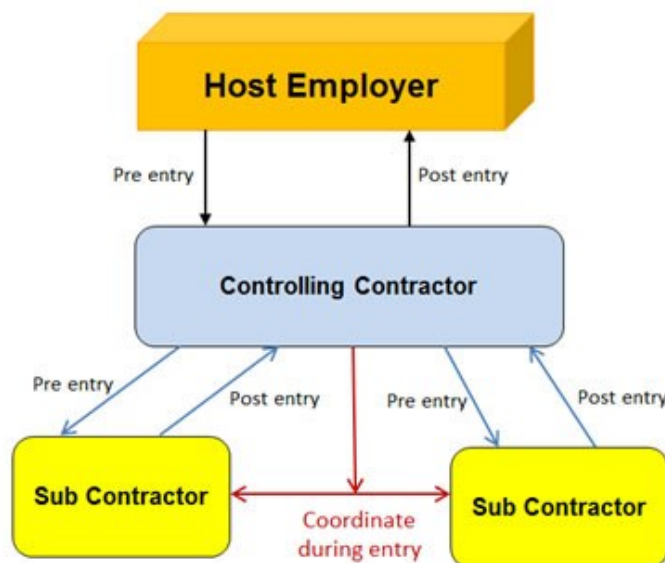 Host Employer
Pre entry
Post entry
Controlling Contractor
Pre entry
Post entry
Pre entry
Post entry
Sub Contractor
Sub Contractor
Coordinate
during entry